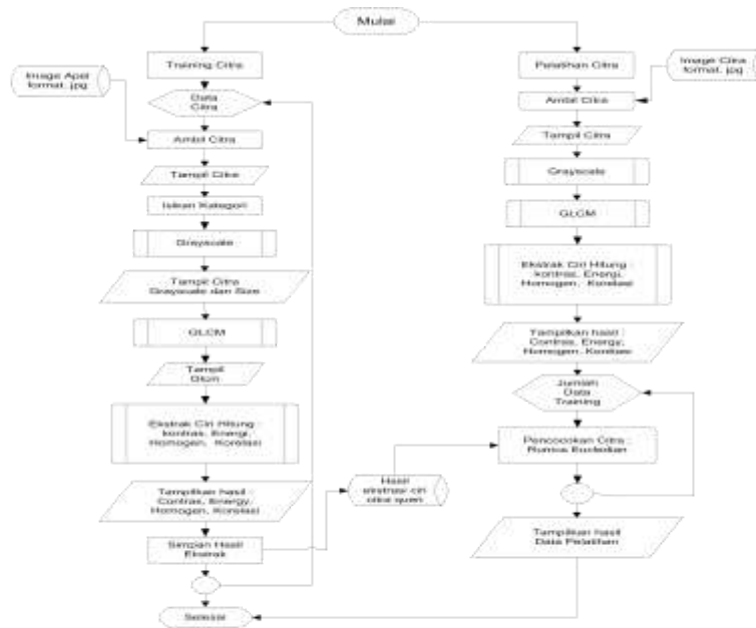 Mulai
Training Citra
Image Apel
format. jpg
Data
Citra
Ambil Citra
Tampil Citra
Isikan Kategori
Grayscale
Tampil Citra
Grayscale dan Size
GLCM
Tampil
Glcm
Ekstrak Ciri Hitung :
kontras, Energi,
Homogen, Korelasi
Tampilkan hasil :
Contras, Energy,
Homogen, Korelasi
Simpan Hasil
Ekstrak
Selesai
Hasil
ekstrasi ciri
citra
Pelatihan Citra
Image Citra
format. jpg
Ambil Citra
Tampil Citra
Grayscale
GLCM
Ekstrak Ciri Hitung :
kontras, Energi,
Homogen, Korelasi
Tampilkan hasil :
Contras, Energy,
Homogen, Korelasi
Jumlah
Data
Training
Pencocokan Citra :
Rumus Euclidian
Tampilkan hasil
Data Pelatihan